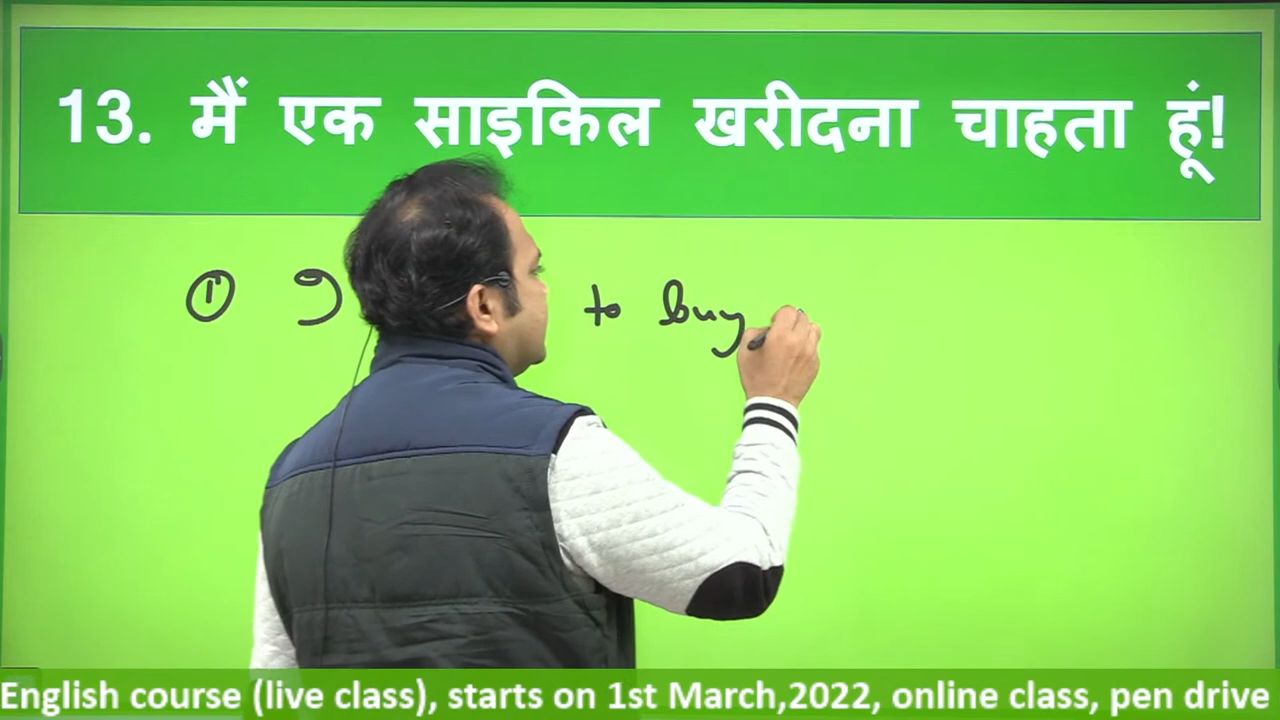 13. मैं एक साइकिल खरीदना चाहता हूं!
① I to buy
English course (live class), starts on 1st March,2022, online class, pen drive